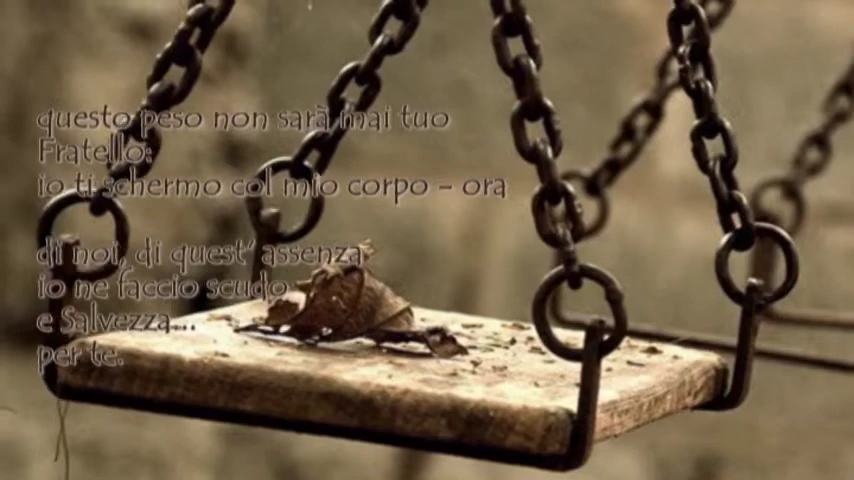 questo peso non sarà mai tuo
Fratello:
io ti schermo col mio corpo - ora
di noi, di quest' assenza
io ne faccio scudo
e Salvezza...
per te.